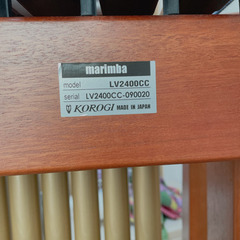 marimba
model LV2400CC
serial LV2400CC-090020
KOROGI MADE IN JAPAN